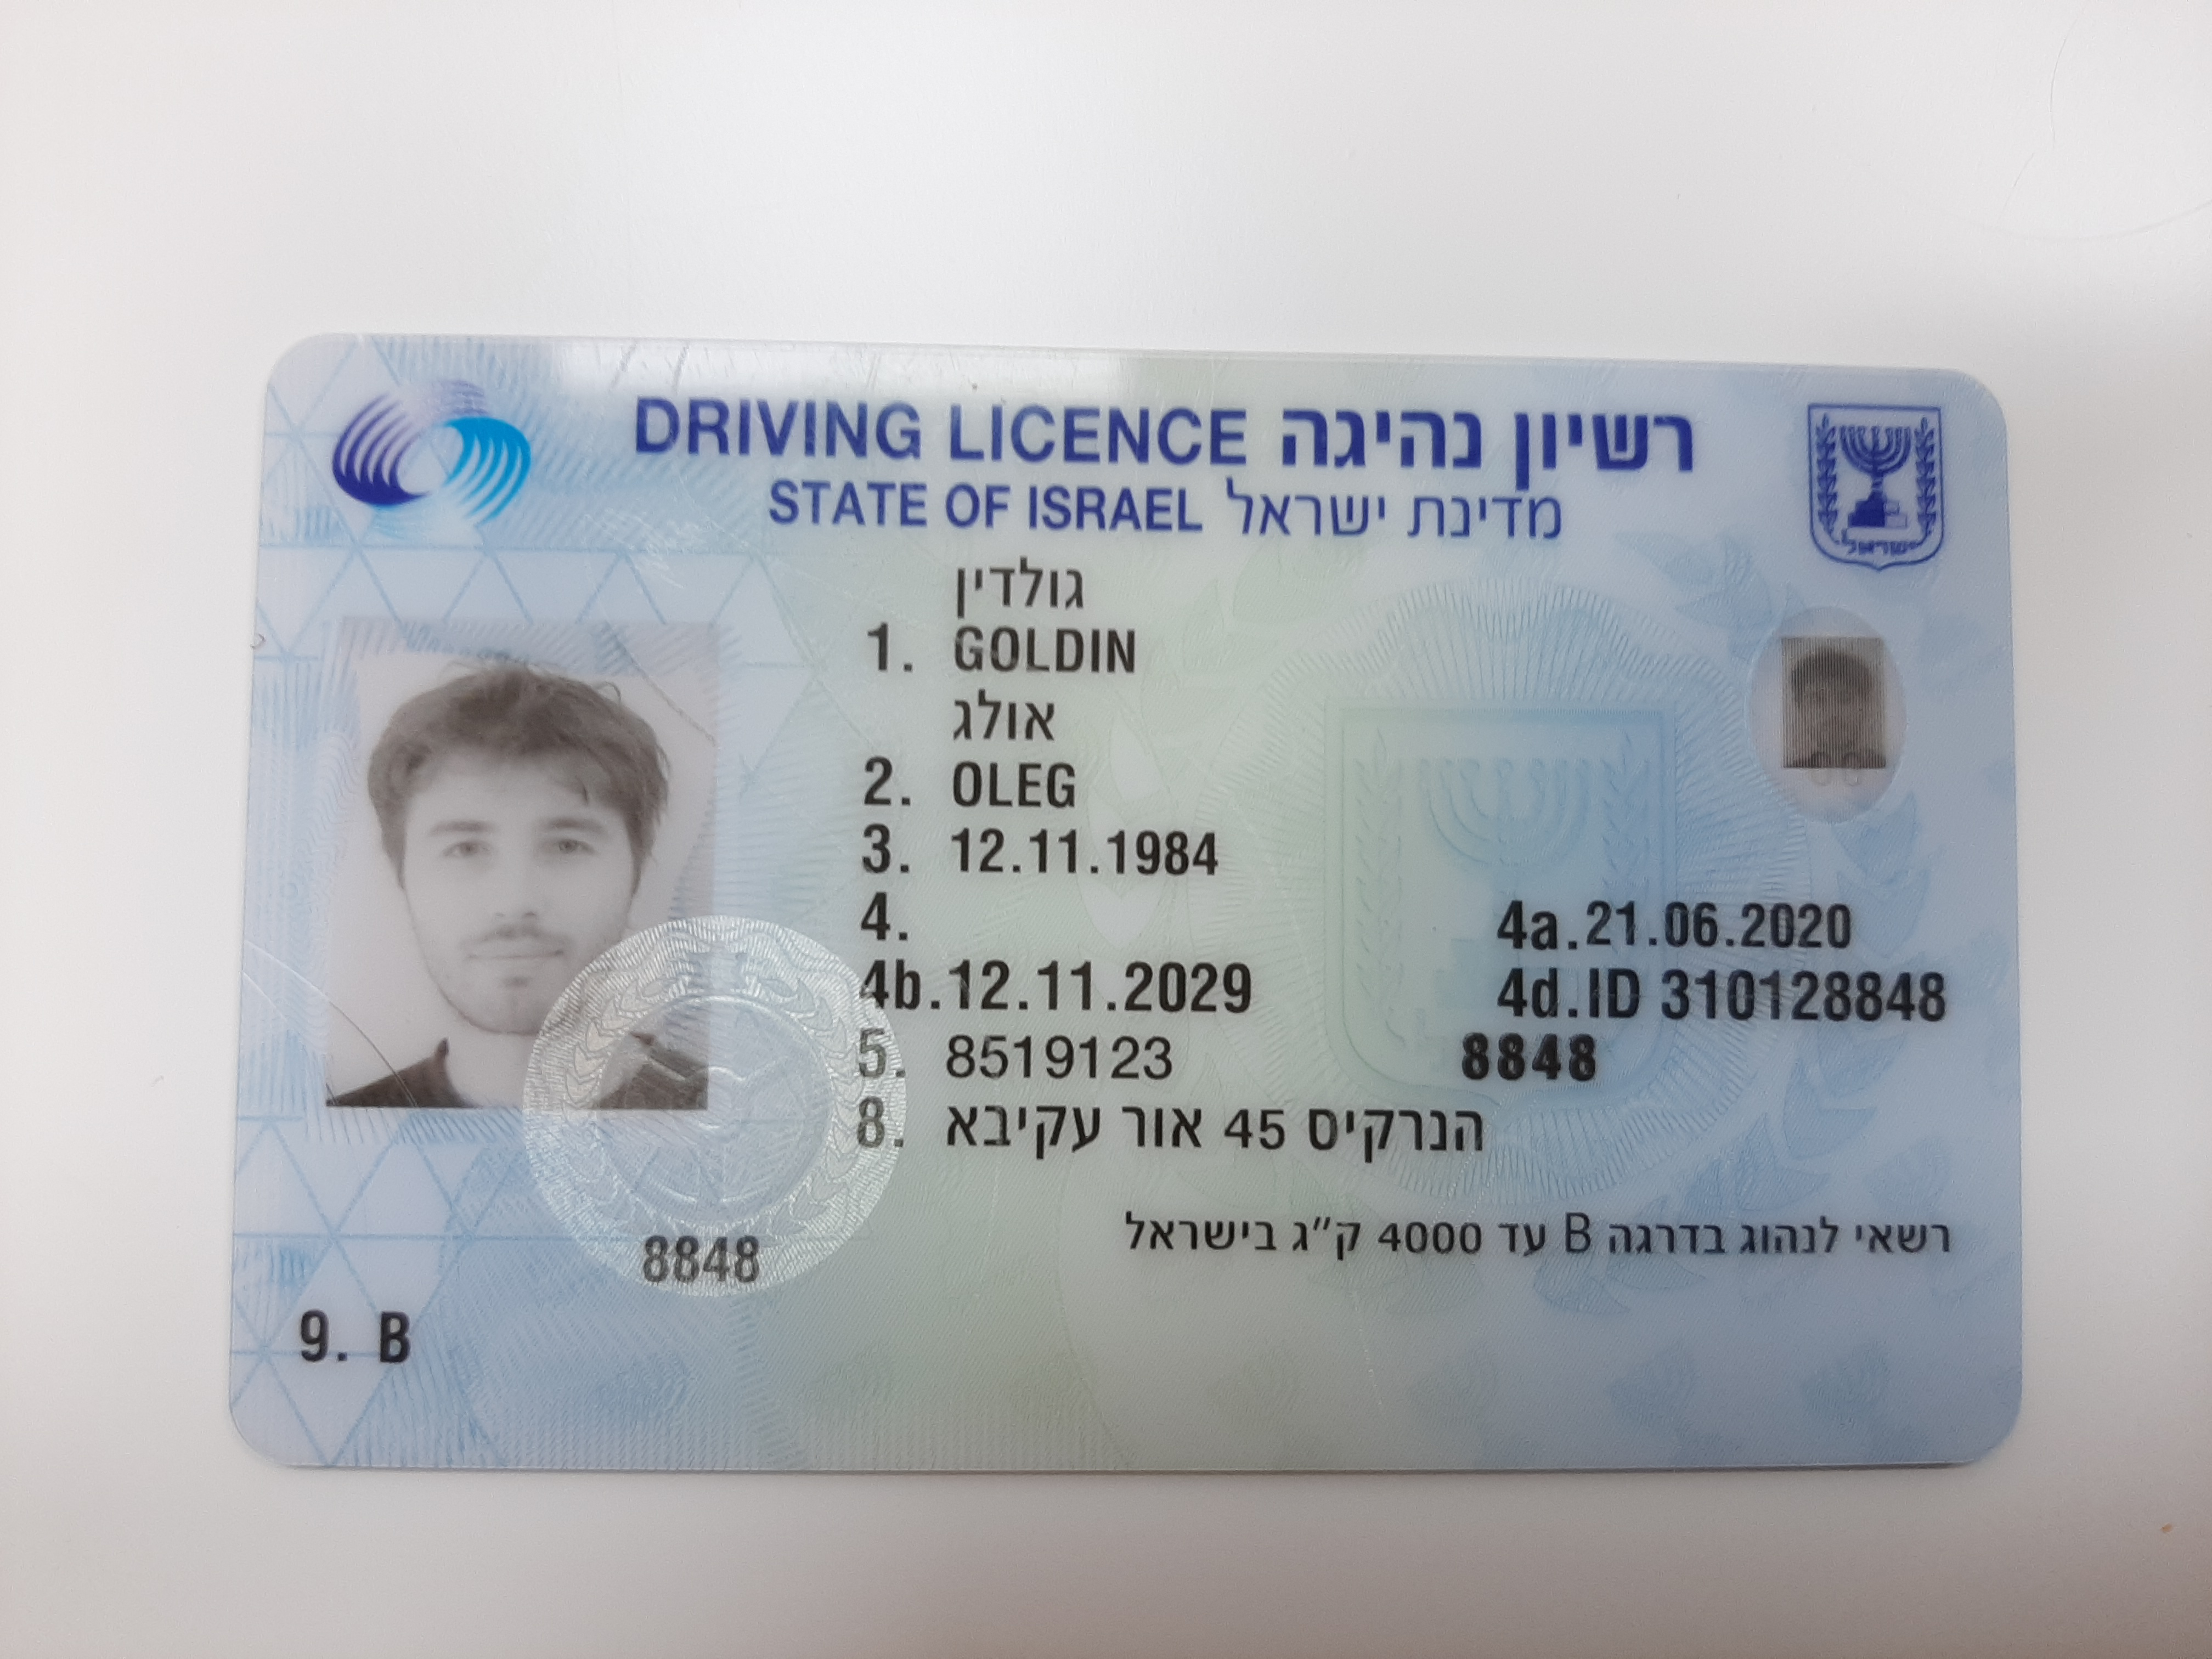 DRIVING LICENCE רשיון נהיגה
STATE OF ISRAEL מדינת ישראל
ישראל
גולדין
1. GOLDIN
אולג
2. OLEG
3. 12.11.1984
4. 4a.21.06.2020
4b.12.11.2029 4d.ID 310128848
5. 8519123 8848
8. הנרקיס 45 אור עקיבא
רשאי לנהוג בדרגה B עד 4000 ק"ג בישראל
8848
9. B